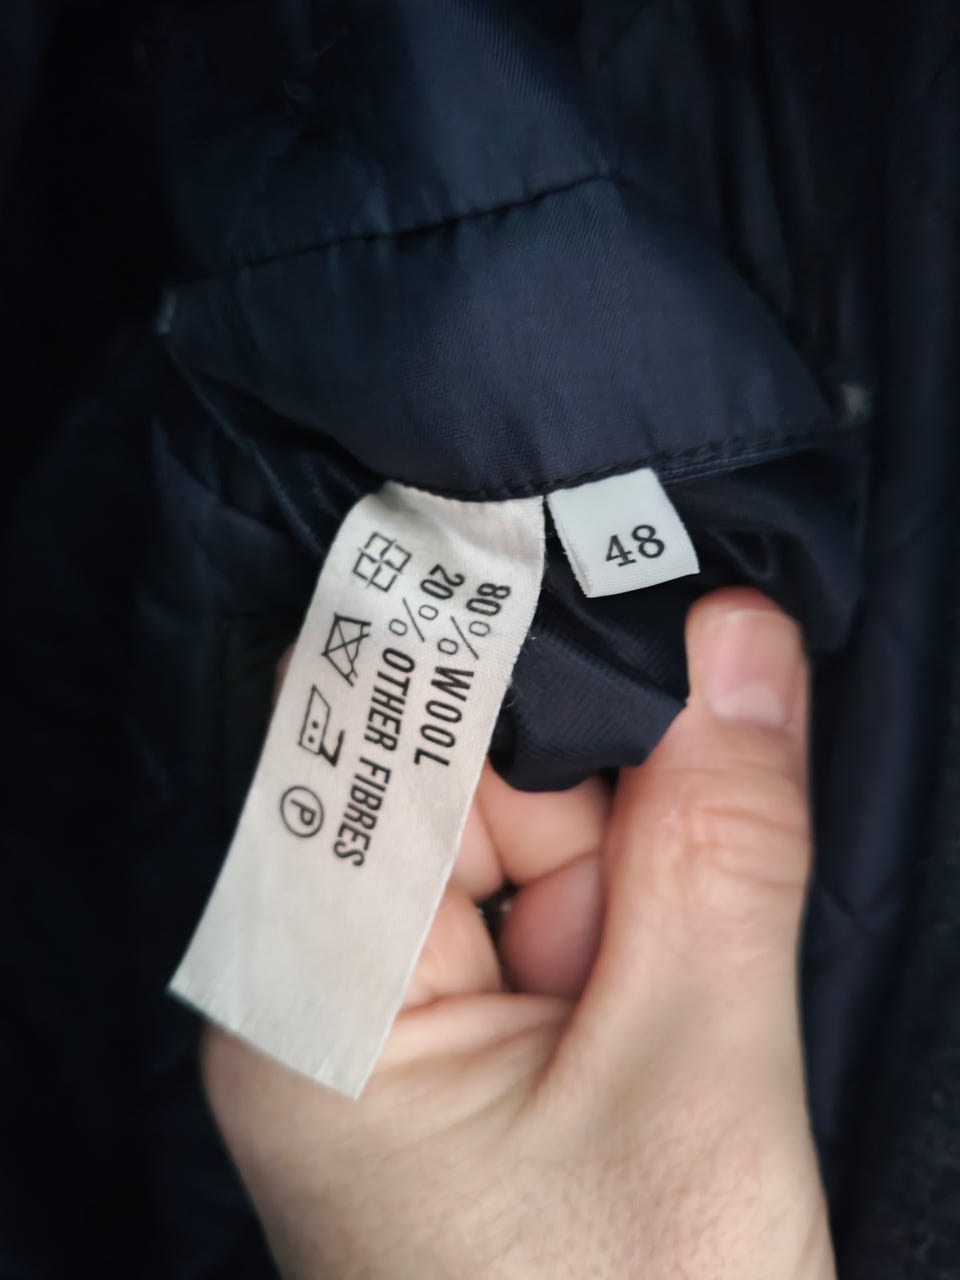 80% WOOL
20% OTHER FIBRES
P
48